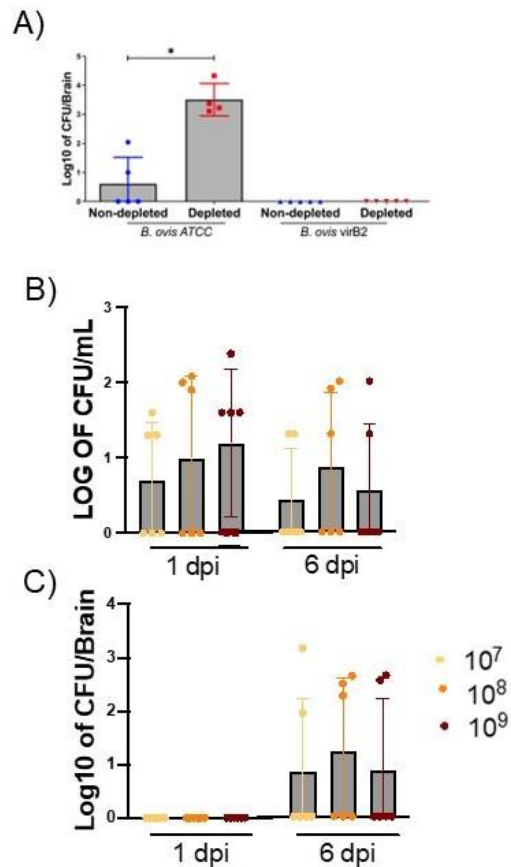 A)
*
Log10 of CFU/Brain
5
4
3
2
1
0
Non-depleted Depleted Non-depleted Depleted
B. ovis ATCC B. ovis virB2
B)
LOG OF CFU/mL
3
2
1
0
1 dpi 6 dpi
C)
Log10 of CFU/Brain
4
3
2
1
0
1 dpi 6 dpi
10⁷
10⁸
10⁹